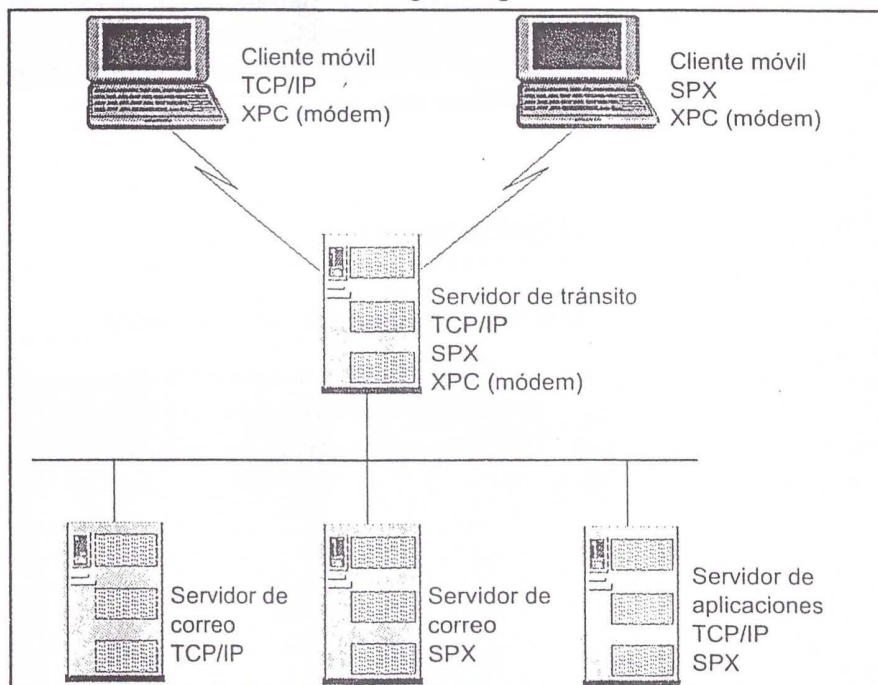 Cliente móvil
TCP/IP
XPC (módem)
Cliente móvil
SPX
XPC (módem)
Servidor de tránsito
TCP/IP
SPX
XPC (módem)
Servidor de
correo
TCP/IP
Servidor de
correo
SPX
Servidor de
aplicaciones
TCP/IP
SPX